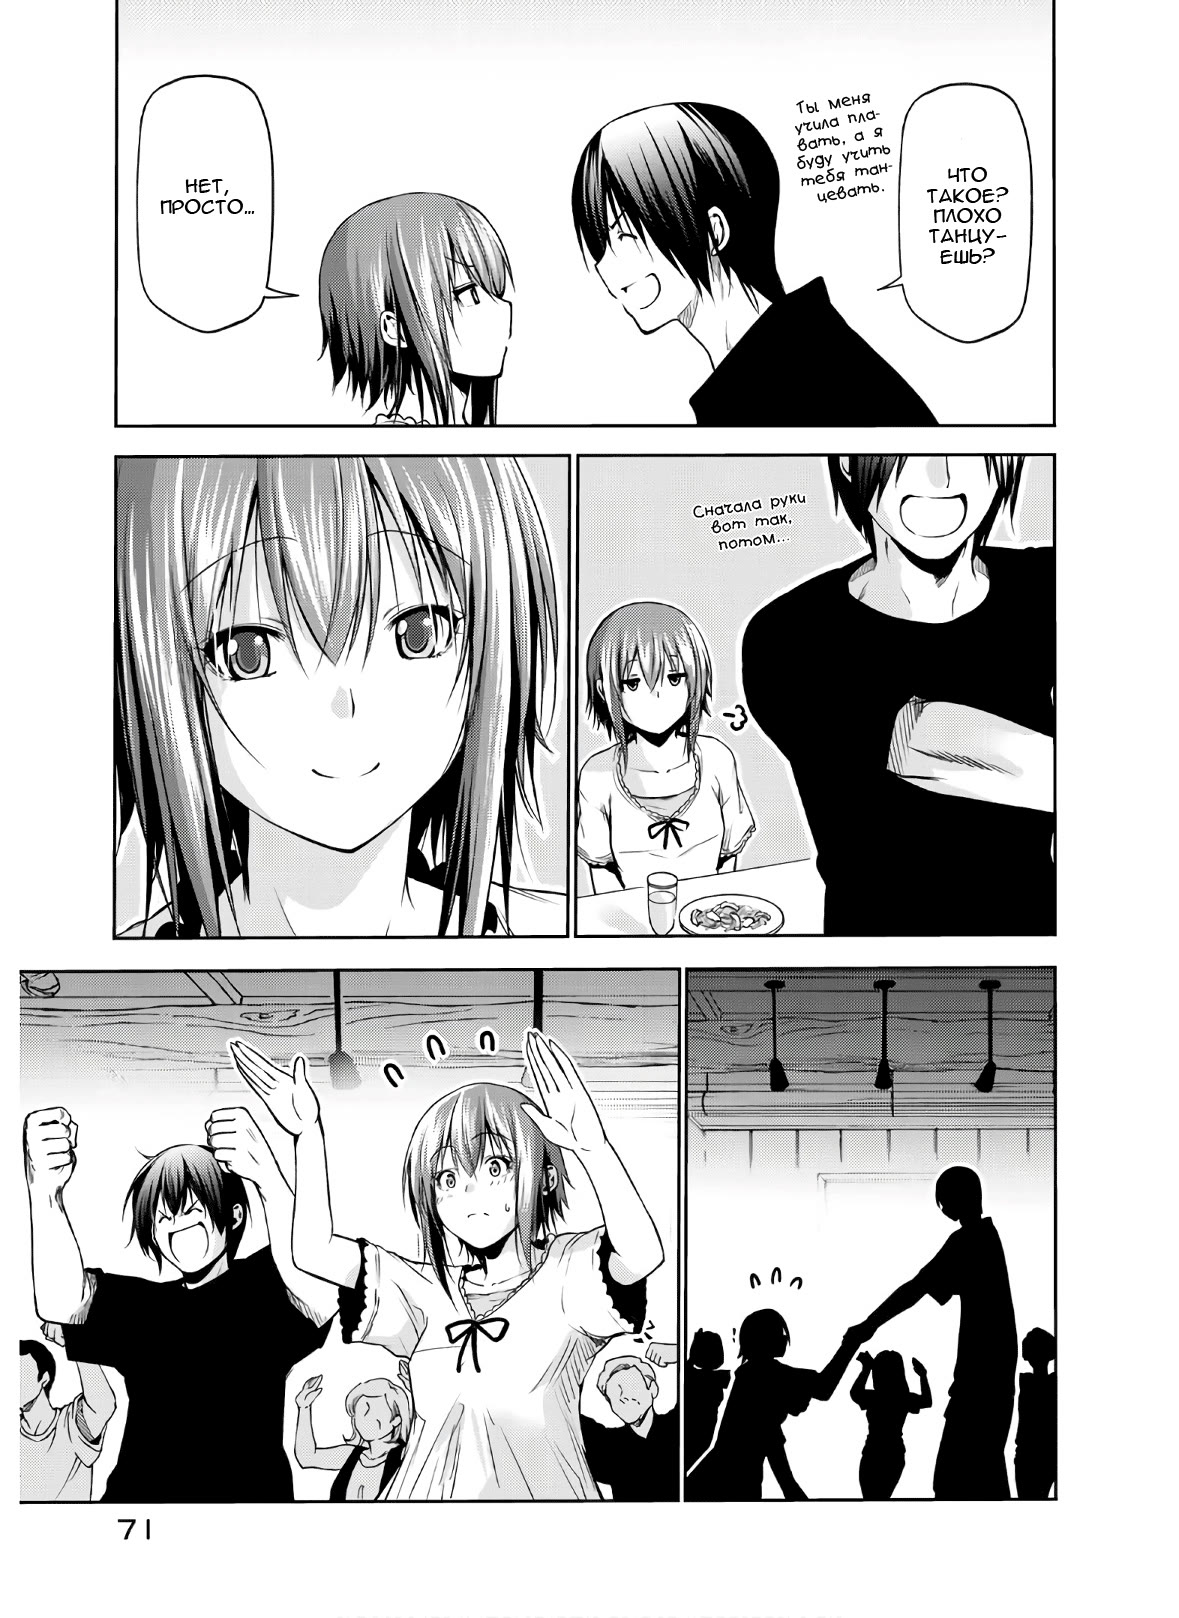 ЧТО
ТАКОЕ?
ПЛОХО
ТАНЦУ-
ЕШЬ?
Ты меня
учила пла-
вать, а я
буду учить
тебя тан-
цевать.
НЕТ,
ПРОСТО...
Сначала руки
вот так,
потом...
71